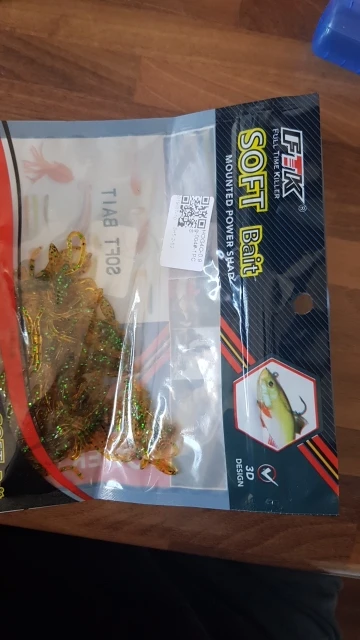 FTK®
FULL TIME KILLER
SOFT Bait
MOUNTED POWER SHAD
3D
DESIGN
SOFT BAIT